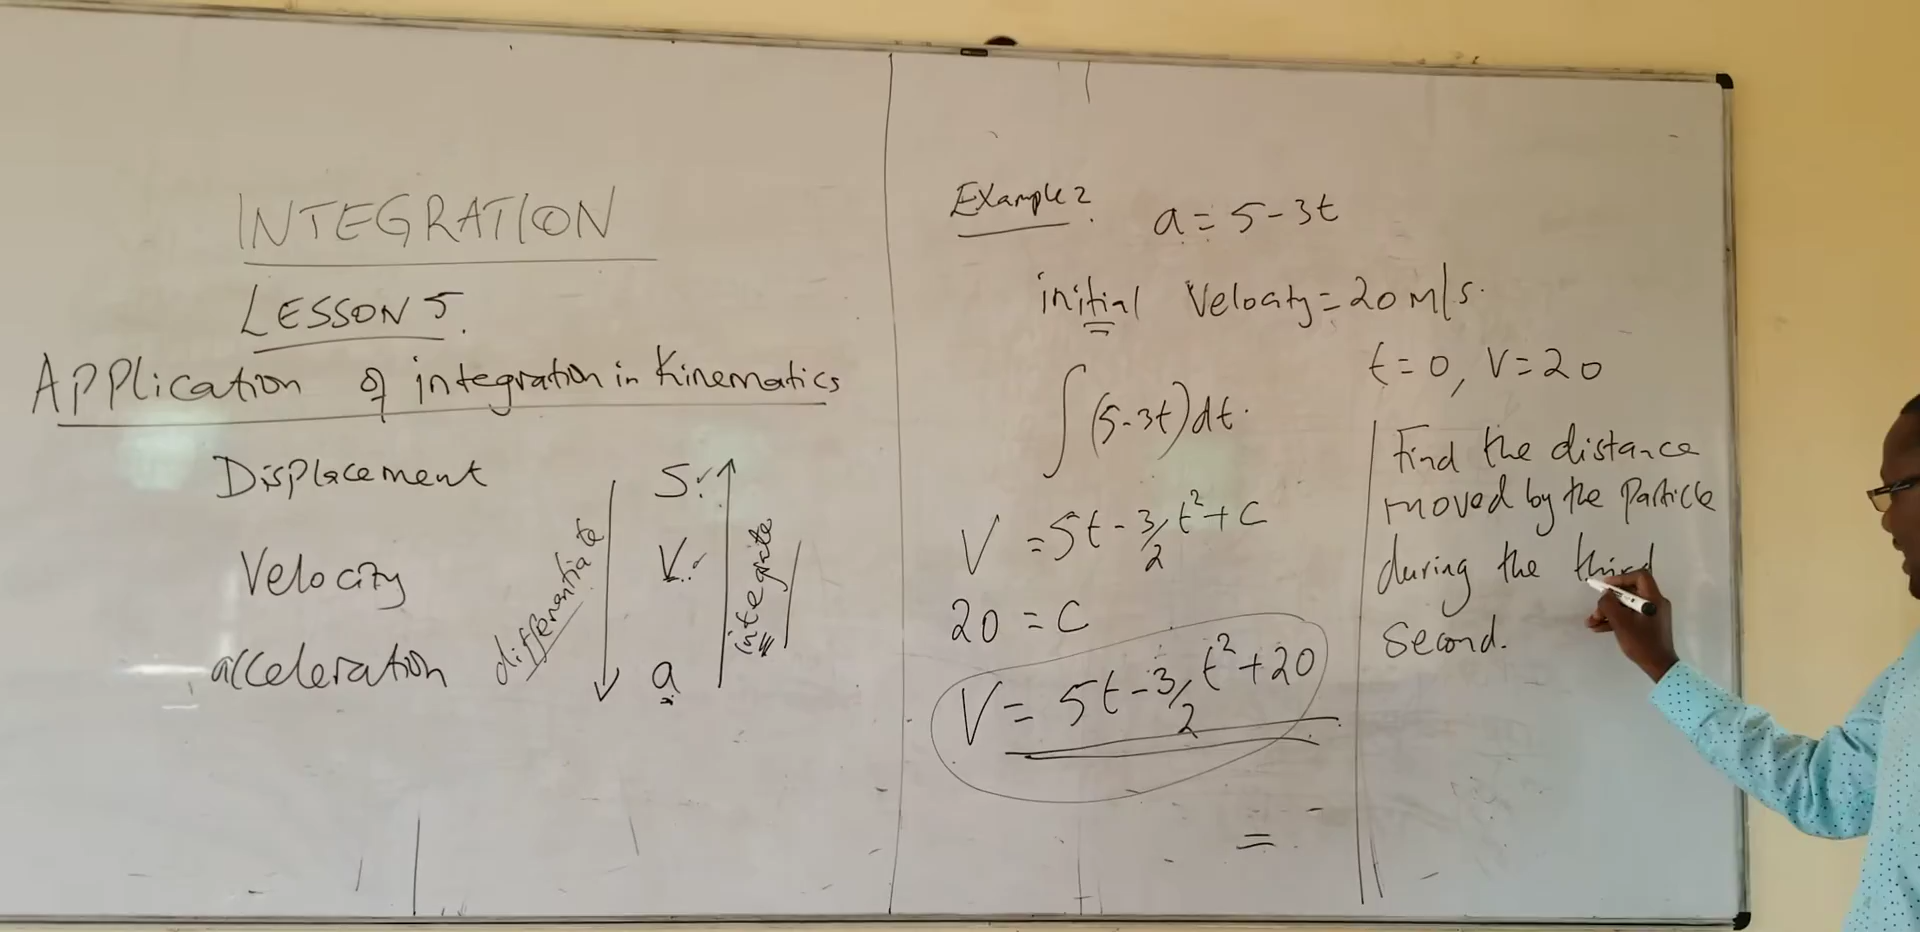 INTEGRATION
LESSON 5.
Application of integration in Kinematics
Displacement
Velocity
acceleration
differentiate
S
V
a
integrate
Example 2.
a = 5 - 3t
initial Velocity = 20 m/s.
t = 0, V = 20
∫(5 - 3t)dt.
V = 5t - 3/2 t² + C
20 = C
V = 5t - 3/2 t² + 20
=
Find the distance
moved by the Particle
during the third
Second.